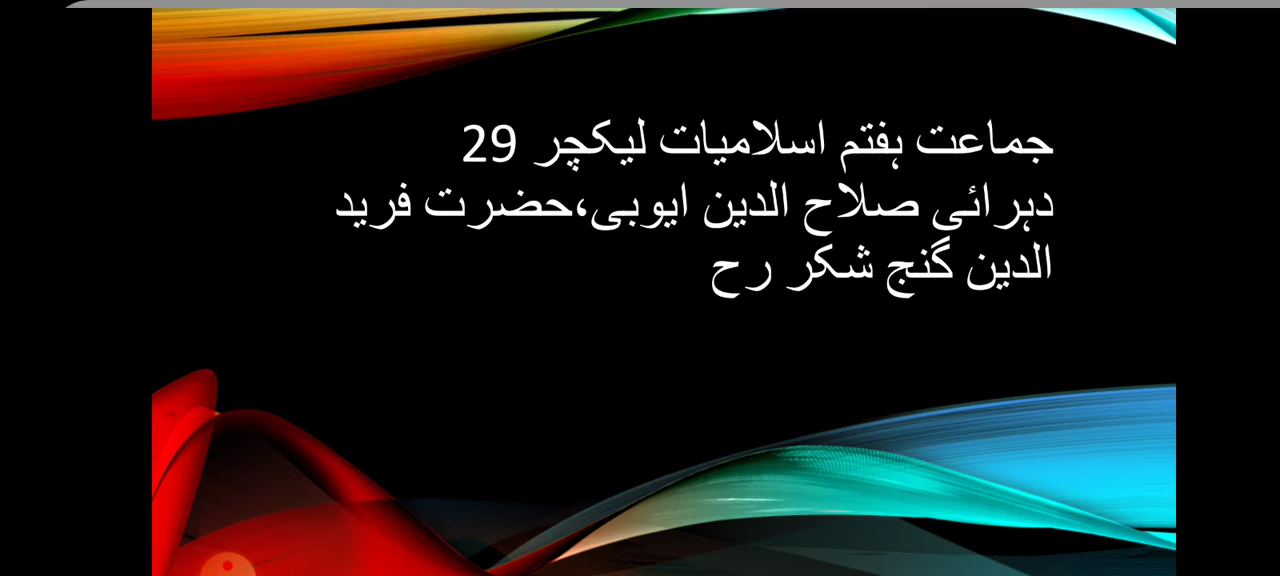 جماعت ہفتم اسلامیات لیکچر 29
دہرائی صلاح الدین ایوبی،حضرت فرید
الدین گنج شکر رح